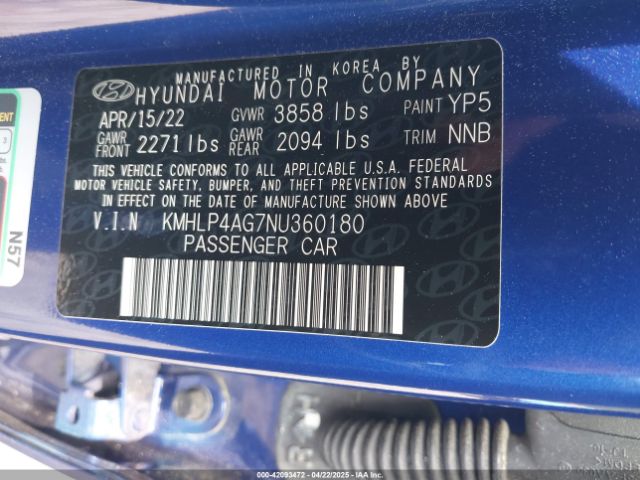 MANUFACTURED IN KOREA BY
HYUNDAI MOTOR COMPANY
APR/15/22 GVWR 3858 lbs PAINT YP5
GAWR FRONT 2271 lbs GAWR REAR 2094 lbs TRIM NNB
THIS VEHICLE CONFORMS TO ALL APPLICABLE U.S.A. FEDERAL
MOTOR VEHICLE SAFETY, BUMPER, AND THEFT PREVENTION STANDARDS
IN EFFECT ON THE DATE OF MANUFACTURE SHOWN ABOVE.
V.I.N KMHLP4AG7NU360180
PASSENGER CAR
N57
000-42093472 - 04/22/2025 - IAAI.COM